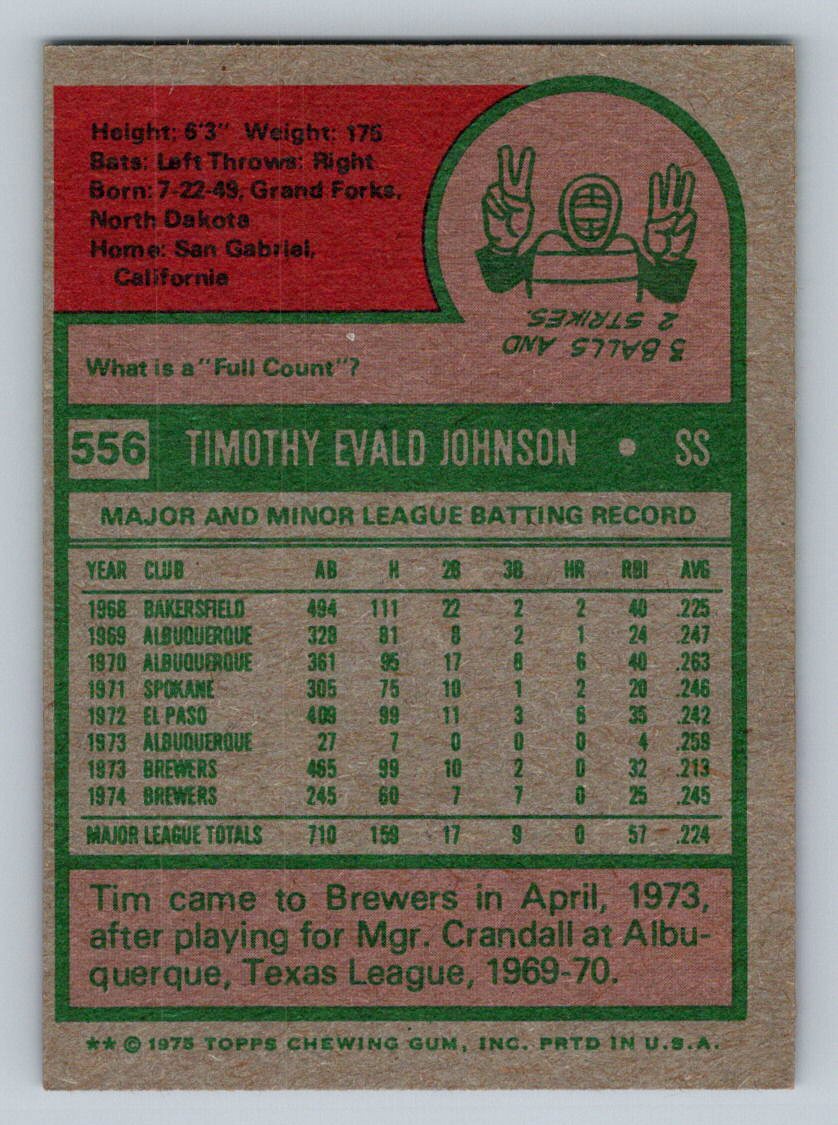 Height: 6'3" Weight: 175
Bats: Left Throws: Right
Born: 7-22-49, Grand Forks,
North Dakota
Home: San Gabriel,
California
What is a "Full Count"?
3 BALLS AND
2 STRIKES.
556 TIMOTHY EVALD JOHNSON • SS
MAJOR AND MINOR LEAGUE BATTING RECORD
YEAR CLUB AB H 2B 3B HR RBI AVG
1968 BAKERSFIELD 494 111 22 2 2 40 .225
1969 ALBUQUERQUE 328 81 8 2 1 24 .247
1970 ALBUQUERQUE 361 95 17 8 6 40 .263
1971 SPOKANE 305 75 10 1 2 20 .246
1972 EL PASO 409 99 11 3 6 35 .242
1973 ALBUQUERQUE 27 7 0 0 0 4 .259
1973 BREWERS 465 99 10 2 0 32 .213
1974 BREWERS 245 60 7 7 0 25 .245
MAJOR LEAGUE TOTALS 710 159 17 9 0 57 .224
Tim came to Brewers in April, 1973,
after playing for Mgr. Crandall at Albu-
querque, Texas League, 1969-70.
** © 1975 TOPPS CHEWING GUM, INC. PRTD IN U.S.A.